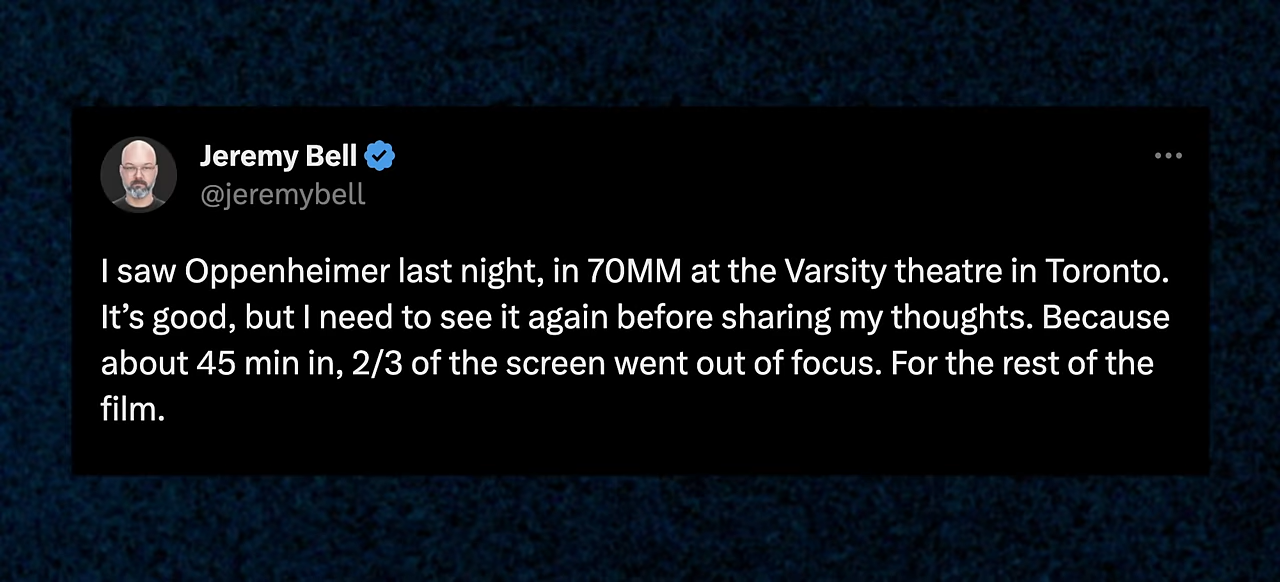 Jeremy Bell
@jeremybell
I saw Oppenheimer last night, in 70MM at the Varsity theatre in Toronto.
It’s good, but I need to see it again before sharing my thoughts. Because
about 45 min in, 2/3 of the screen went out of focus. For the rest of the
film.